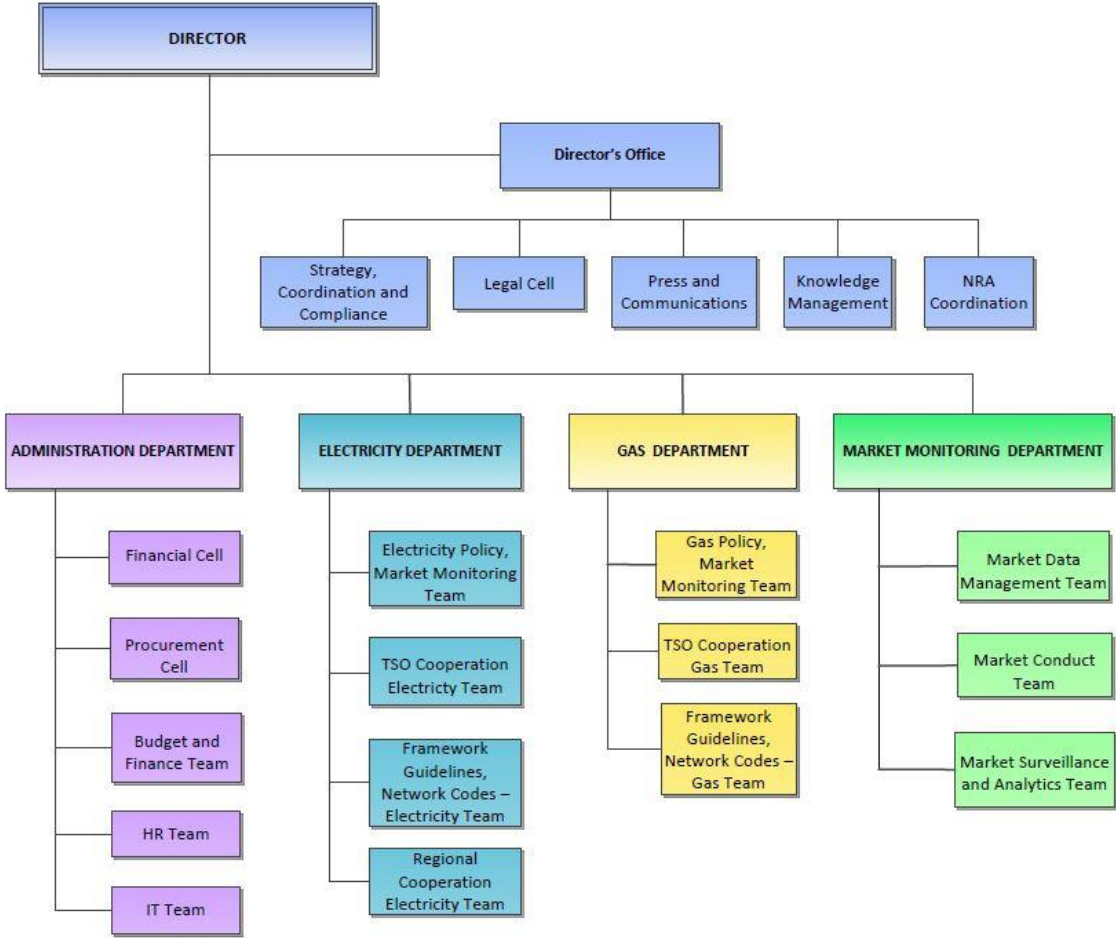 DIRECTOR
Director's Office
Strategy,
Coordination and
Compliance
Legal Cell
Press and
Communications
Knowledge
Management
NRA
Coordination
ADMINISTRATION DEPARTMENT
ELECTRICITY DEPARTMENT
GAS DEPARTMENT
MARKET MONITORING DEPARTMENT
Financial Cell
Procurement
Cell
Budget and
Finance Team
HR Team
IT Team
Electricity Policy,
Market Monitoring
Team
TSO Cooperation
Electricty Team
Framework
Guidelines,
Network Codes –
Electricity Team
Regional
Cooperation
Electricity Team
Gas Policy,
Market
Monitoring Team
TSO Cooperation
Gas Team
Framework
Guidelines,
Network Codes –
Gas Team
Market Data
Management Team
Market Conduct
Team
Market Surveillance
and Analytics Team